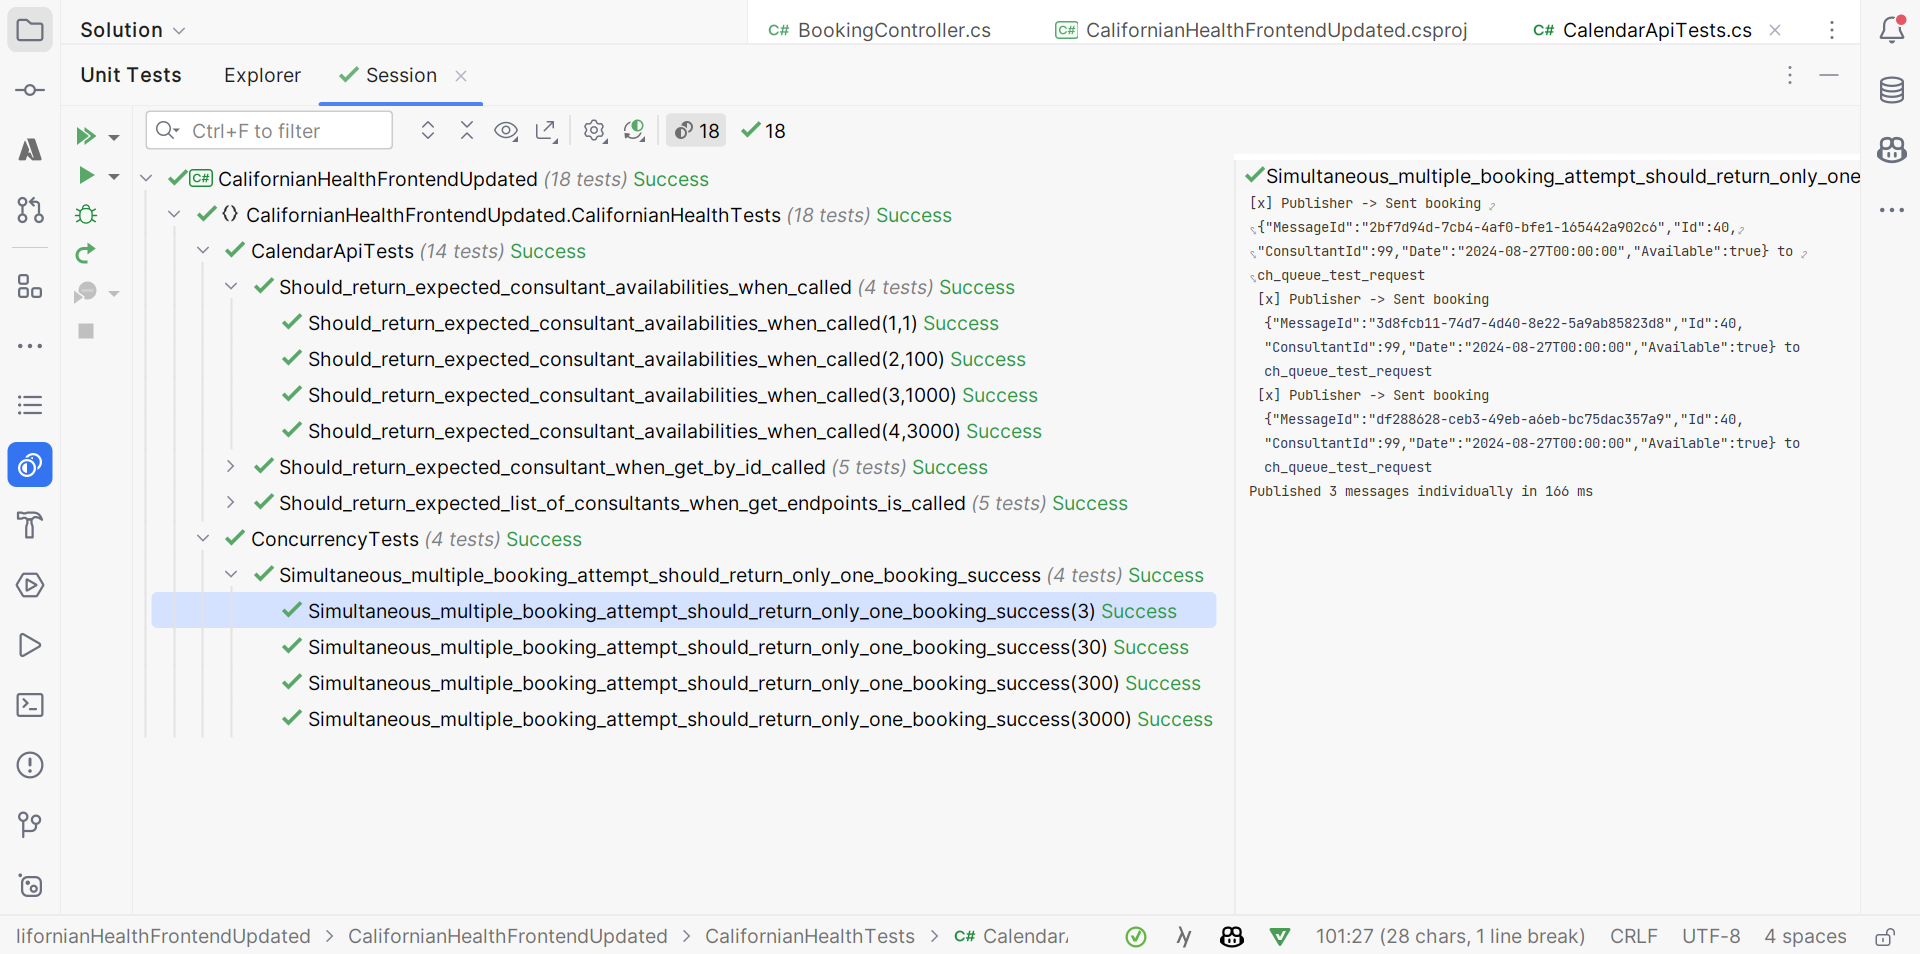 Solution
C# BookingController.cs
C# CalifornianHealthFrontendUpdated.csproj
C# CalendarApiTests.cs
Unit Tests
Explorer
Session
Ctrl+F to filter
18
18
C# CalifornianHealthFrontendUpdated (18 tests) Success
{} CalifornianHealthFrontendUpdated.CalifornianHealthTests (18 tests) Success
CalendarApiTests (14 tests) Success
Should_return_expected_consultant_availabilities_when_called (4 tests) Success
Should_return_expected_consultant_availabilities_when_called(1,1) Success
Should_return_expected_consultant_availabilities_when_called(2,100) Success
Should_return_expected_consultant_availabilities_when_called(3,1000) Success
Should_return_expected_consultant_availabilities_when_called(4,3000) Success
Should_return_expected_consultant_when_get_by_id_called (5 tests) Success
Should_return_expected_list_of_consultants_when_get_endpoints_is_called (5 tests) Success
ConcurrencyTests (4 tests) Success
Simultaneous_multiple_booking_attempt_should_return_only_one_booking_success (4 tests) Success
Simultaneous_multiple_booking_attempt_should_return_only_one_booking_success(3) Success
Simultaneous_multiple_booking_attempt_should_return_only_one_booking_success(30) Success
Simultaneous_multiple_booking_attempt_should_return_only_one_booking_success(300) Success
Simultaneous_multiple_booking_attempt_should_return_only_one_booking_success(3000) Success
Simultaneous_multiple_booking_attempt_should_return_only_one
[x] Publisher -> Sent booking
{"MessageId":"2bf7d94d-7cb4-4af0-bfe1-165442a902c6","Id":40,
"ConsultantId":99,"Date":"2024-08-27T00:00:00","Available":true} to
ch_queue_test_request
[x] Publisher -> Sent booking
{"MessageId":"3d8fcb11-74d7-4d40-8e22-5a9ab85823d8","Id":40,
"ConsultantId":99,"Date":"2024-08-27T00:00:00","Available":true} to
ch_queue_test_request
[x] Publisher -> Sent booking
{"MessageId":"df288628-ceb3-49eb-a6eb-bc75dac357a9","Id":40,
"ConsultantId":99,"Date":"2024-08-27T00:00:00","Available":true} to
ch_queue_test_request
Published 3 messages individually in 166 ms
lifornianHealthFrontendUpdated > CalifornianHealthFrontendUpdated > CalifornianHealthTests > C# Calendar
101:27 (28 chars, 1 line break)
CRLF
UTF-8
4 spaces